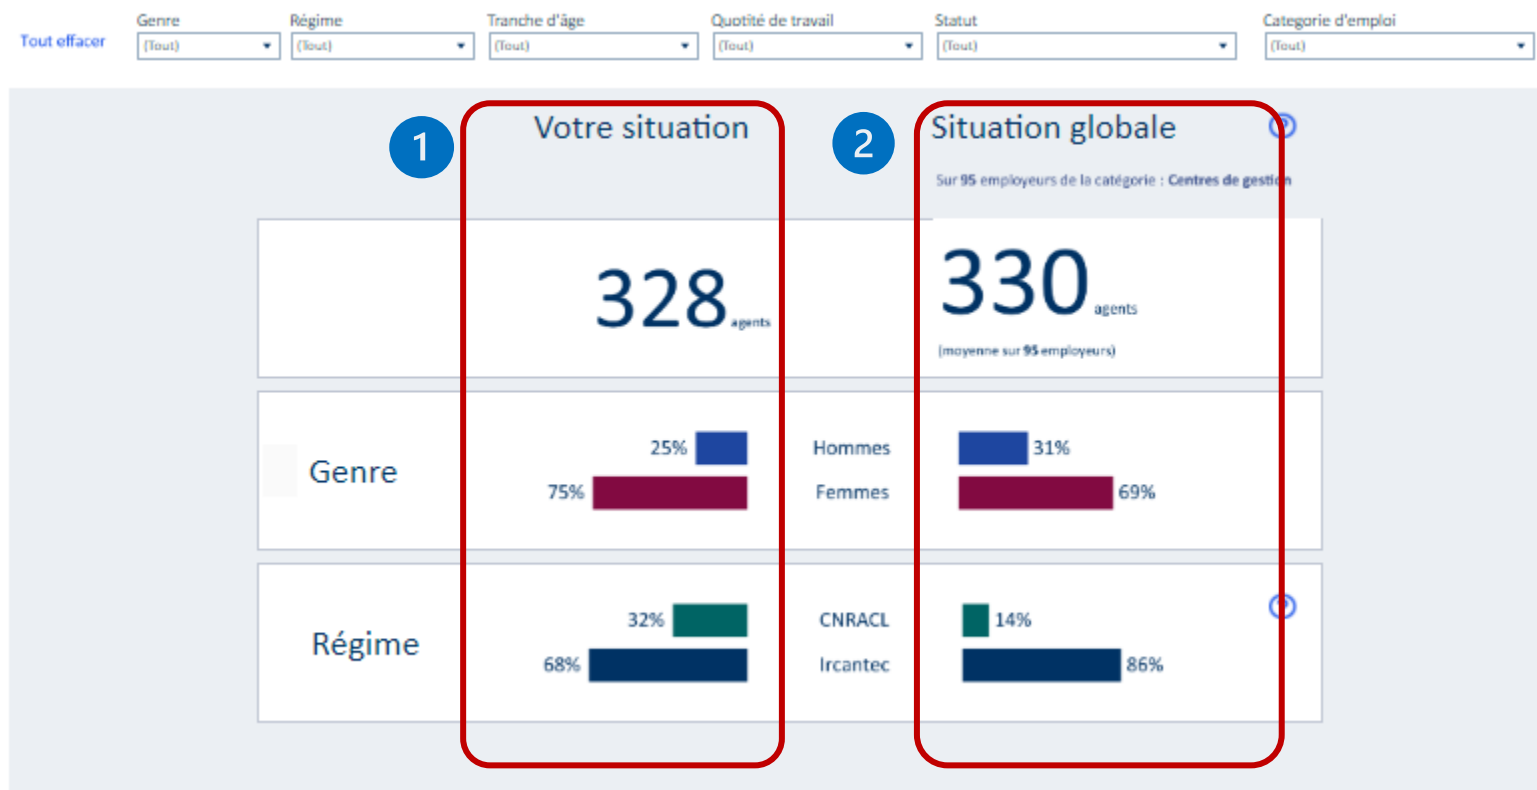 Genre Régime Tranche d'âge Quotité de travail Statut Categorie d'emploi
Tout effacer (Tout) (Tout) (Tout) (Tout) (Tout) (Tout)
1 Votre situation 2 Situation globale ?
Sur 95 employeurs de la catégorie : Centres de gestion
328 agents 330 agents
(moyenne sur 95 employeurs)
25% Hommes 31%
Genre
75% Femmes 69%
32% CNRACL 14% ?
Régime
68% Ircantec 86%